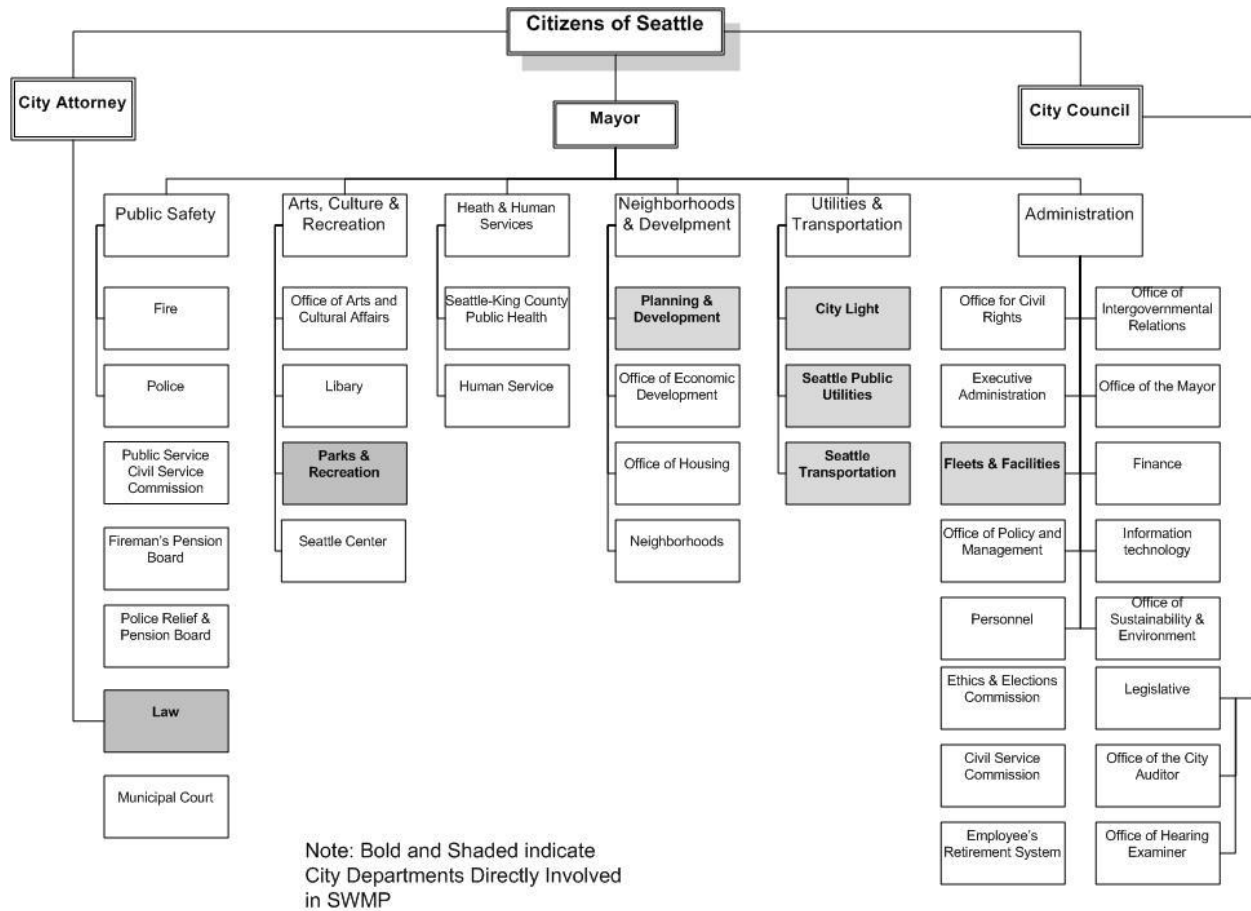 Citizens of Seattle
City Attorney
Mayor
City Council
Public Safety
Arts, Culture &
Recreation
Heath & Human
Services
Neighborhoods
& Develpment
Utilities &
Transportation
Administration
Fire
Police
Public Service
Civil Service
Commission
Fireman's Pension
Board
Police Relief &
Pension Board
Law
Municipal Court
Office of Arts and
Cultural Affairs
Libary
Parks &
Recreation
Seattle Center
Seattle-King County
Public Health
Human Service
Planning &
Development
Office of Economic
Development
Office of Housing
Neighborhoods
City Light
Seattle Public
Utilities
Seattle
Transportation
Office for Civil
Rights
Executive
Administration
Fleets & Facilities
Office of Policy and
Management
Personnel
Ethics & Elections
Commission
Civil Service
Commission
Employee's
Retirement System
Office of
Intergovernmental
Relations
Office of the Mayor
Finance
Information
technology
Office of
Sustainability &
Environment
Legislative
Office of the City
Auditor
Office of Hearing
Examiner
Note: Bold and Shaded indicate
City Departments Directly Involved
in SWMP